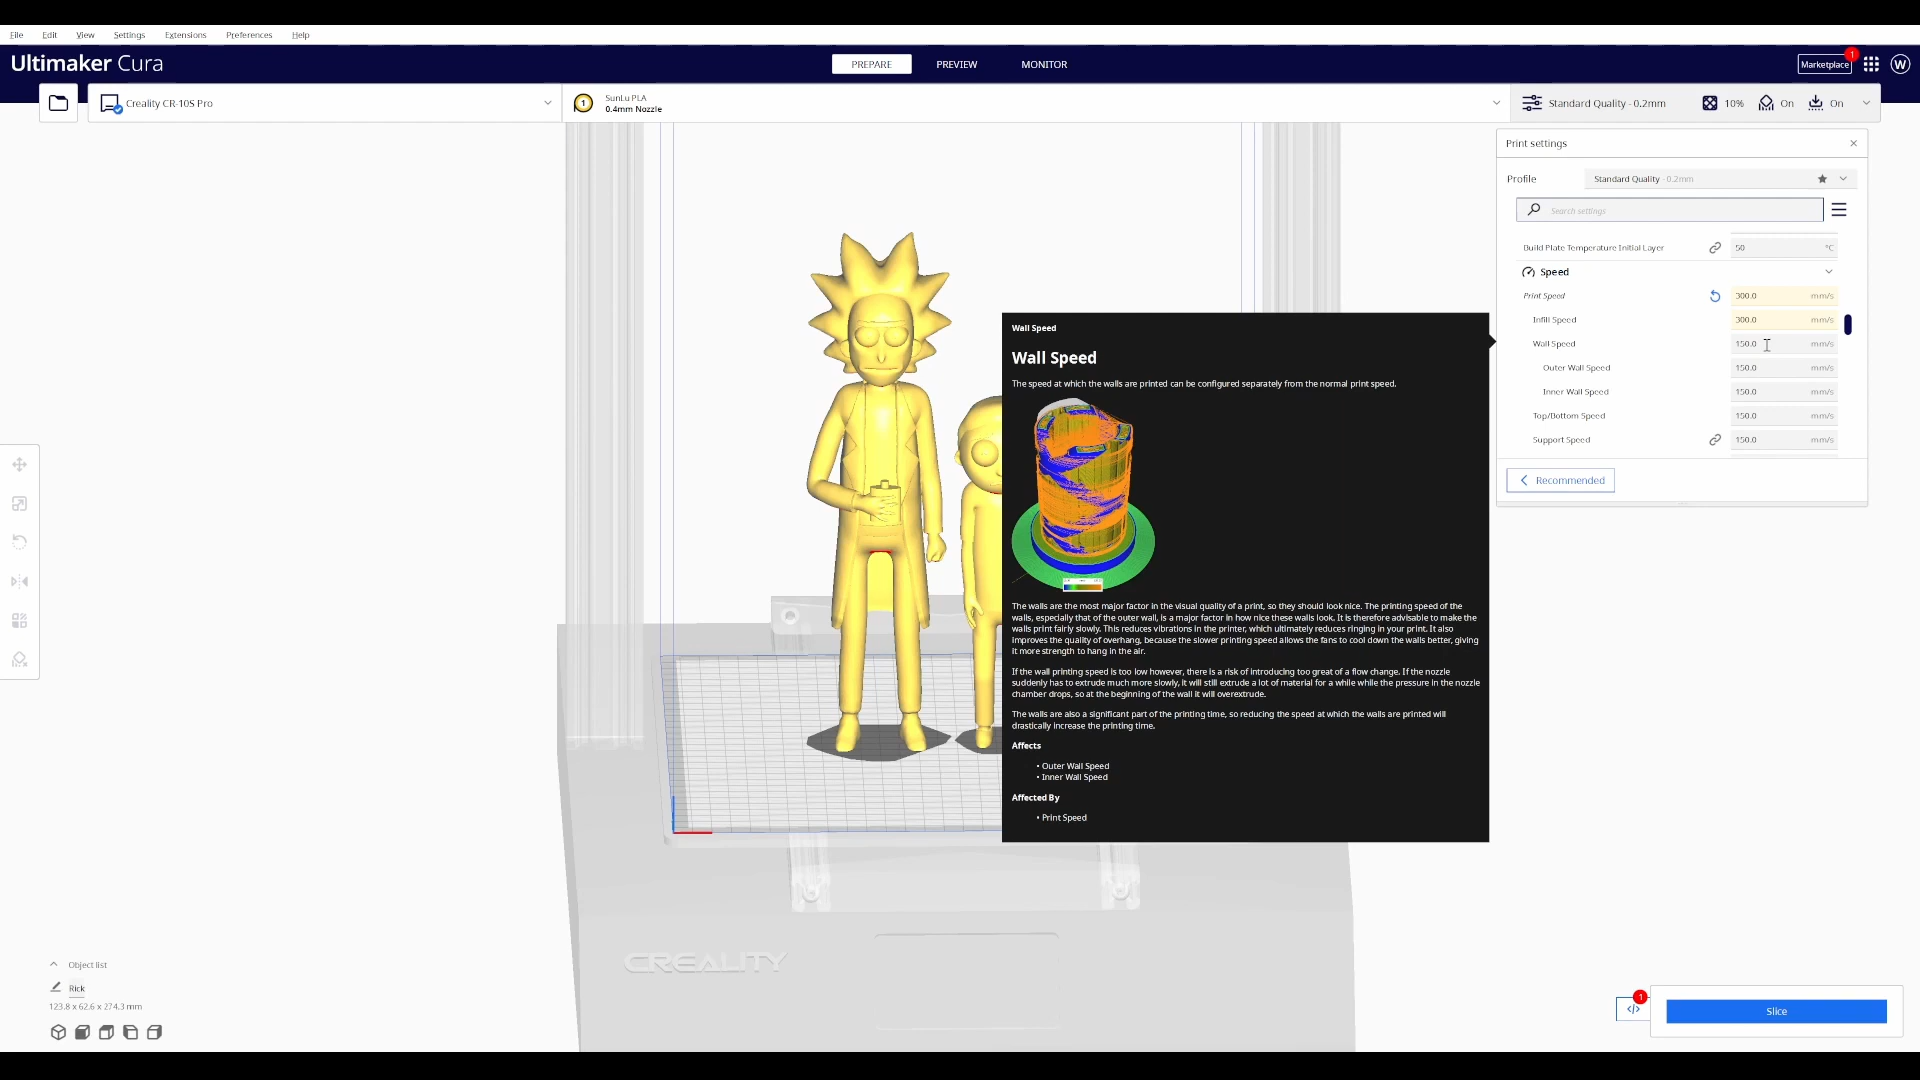 File Edit View Settings Extensions Preferences Help
Ultimaker Cura
PREPARE PREVIEW MONITOR
Marketplace 1 W
Creality CR-10S Pro
1 SunLu PLA
0.4mm Nozzle
Standard Quality - 0.2mm 10% On On
Print settings
Profile Standard Quality - 0.2mm
Search settings
Build Plate Temperature Initial Layer 50 °C
Speed
Print Speed 300.0 mm/s
Infill Speed 300.0 mm/s
Wall Speed 150.0 mm/s
Outer Wall Speed 150.0 mm/s
Inner Wall Speed 150.0 mm/s
Top/Bottom Speed 150.0 mm/s
Support Speed 150.0 mm/s
Recommended
Wall Speed
Wall Speed
The speed at which the walls are printed can be configured separately from the normal print speed.
The walls are the most major factor in the visual quality of a print, so they should look nice. The printing speed of the
walls, especially that of the outer wall, is a major factor in how nice these walls look. It is therefore advisable to make the
walls print fairly slowly. This reduces vibrations in the printer, which ultimately reduces ringing in your print. It also
improves the quality of overhang, because the slower printing speed allows the fans to cool down the walls better, giving
it more strength to hang in the air.
If the wall printing speed is too low however, there is a risk of introducing too great of a flow change. If the nozzle
suddenly has to extrude much more slowly, it will still extrude a lot of material for a while while the pressure in the nozzle
chamber drops, so at the beginning of the wall it will overextrude.
The walls are also a significant part of the printing time, so reducing the speed at which the walls are printed will
drastically increase the printing time.
Affects
• Outer Wall Speed
• Inner Wall Speed
Affected By
• Print Speed
CREALITY
Object list
Rick
123.8 x 62.6 x 274.3 mm
1
Slice